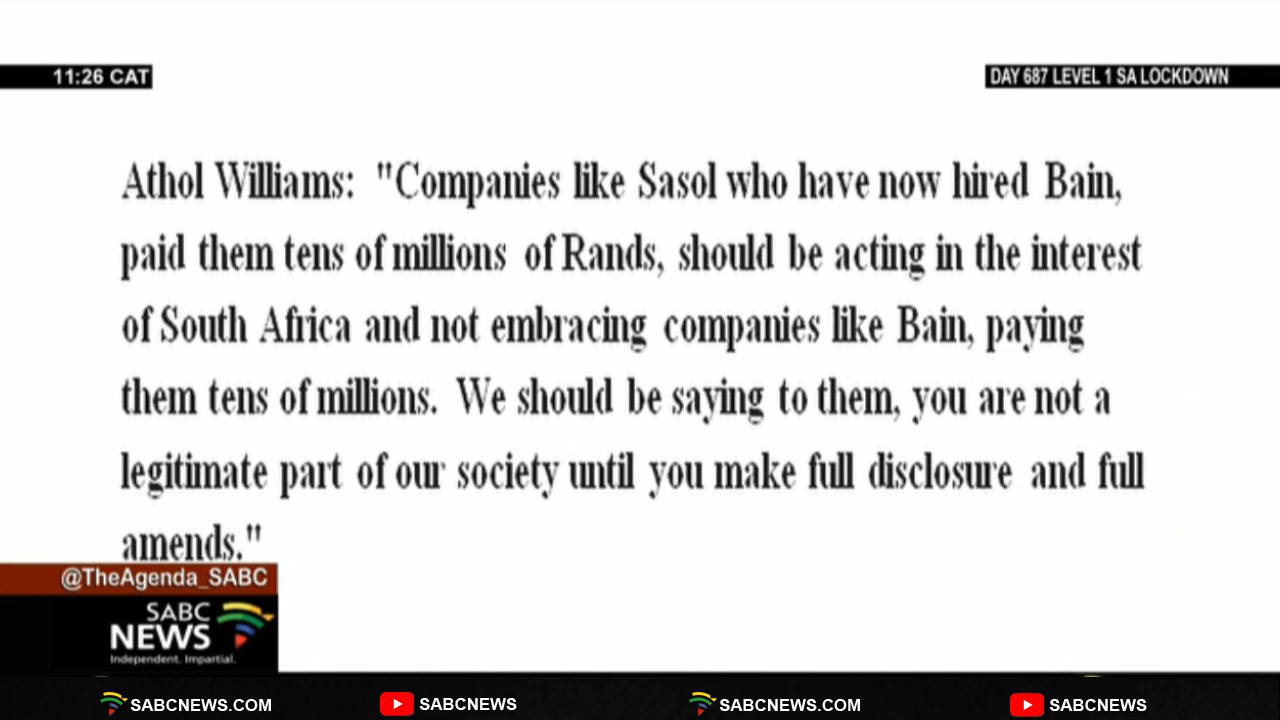 11:26 CAT
DAY 687 LEVEL 1 SA LOCKDOWN
Athol Williams: "Companies like Sasol who have now hired Bain,
paid them tens of millions of Rands, should be acting in the interest
of South Africa and not embracing companies like Bain, paying
them tens of millions. We should be saying to them, you are not a
legitimate part of our society until you make full disclosure and full
amends."
@TheAgenda_SABC
SABC
NEWS
Independent. Impartial.
SABCNEWS.COM
SABCNEWS
SABCNEWS.COM
SABCNEWS